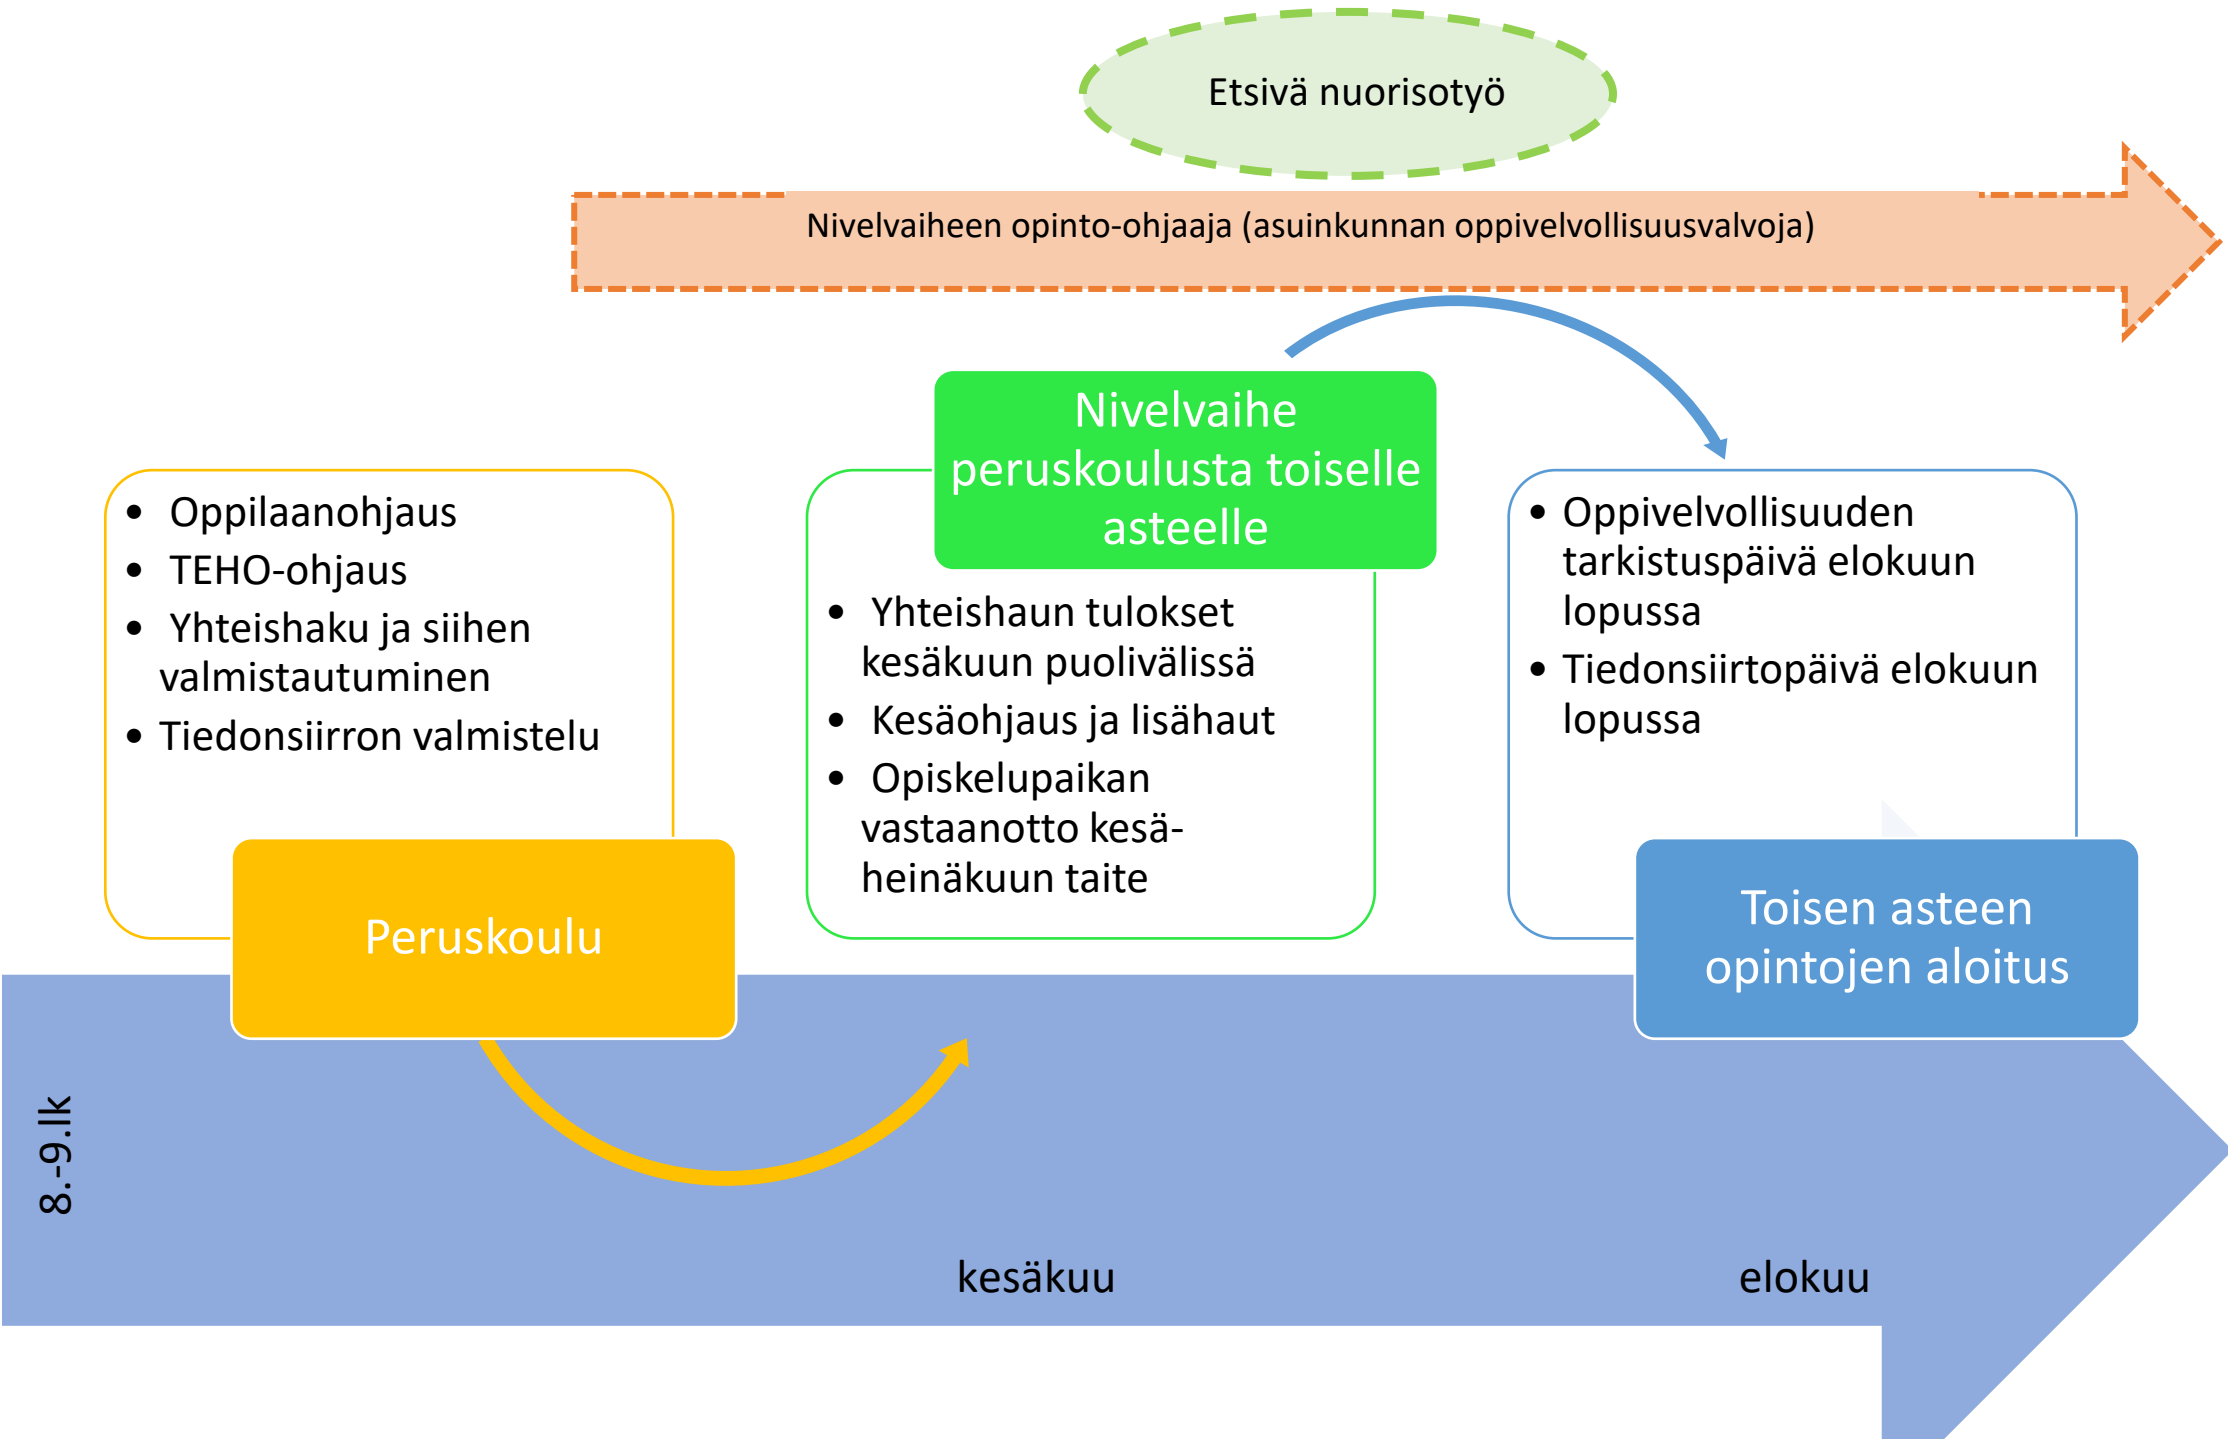 Etsivä nuorisotyö
Nivelvaiheen opinto-ohjaaja (asuinkunnan oppivelvollisuusvalvoja)
• Oppilaanohjaus
• TEHO-ohjaus
• Yhteishaku ja siihen
valmistautuminen
• Tiedonsiirron valmistelu
Peruskoulu
Nivelvaihe
peruskoulusta toiselle
asteelle
• Yhteishaun tulokset
kesäkuun puolivälissä
• Kesäohjaus ja lisähaut
• Opiskelupaikan
vastaanotto kesä-
heinäkuun taite
• Oppivelvollisuuden
tarkistuspäivä elokuun
lopussa
• Tiedonsiirtopäivä elokuun
lopussa
Toisen asteen
opintojen aloitus
8.-9.lk
kesäkuu
elokuu